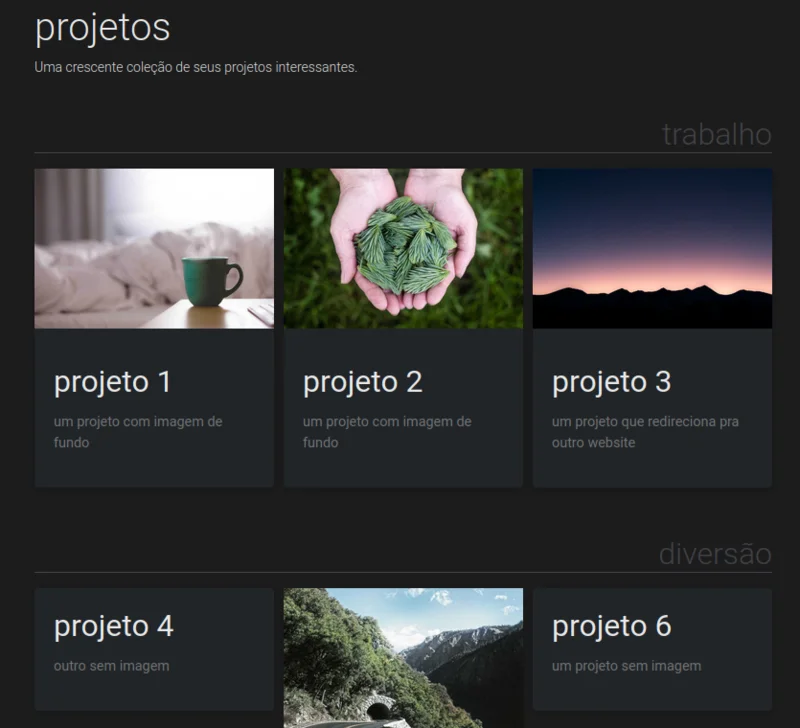 projetos
Uma crescente coleção de seus projetos interessantes.
trabalho
projeto 1
um projeto com imagem de
fundo
projeto 2
um projeto com imagem de
fundo
projeto 3
um projeto que redireciona pra
outro website
diversão
projeto 4
outro sem imagem
projeto 6
um projeto sem imagem